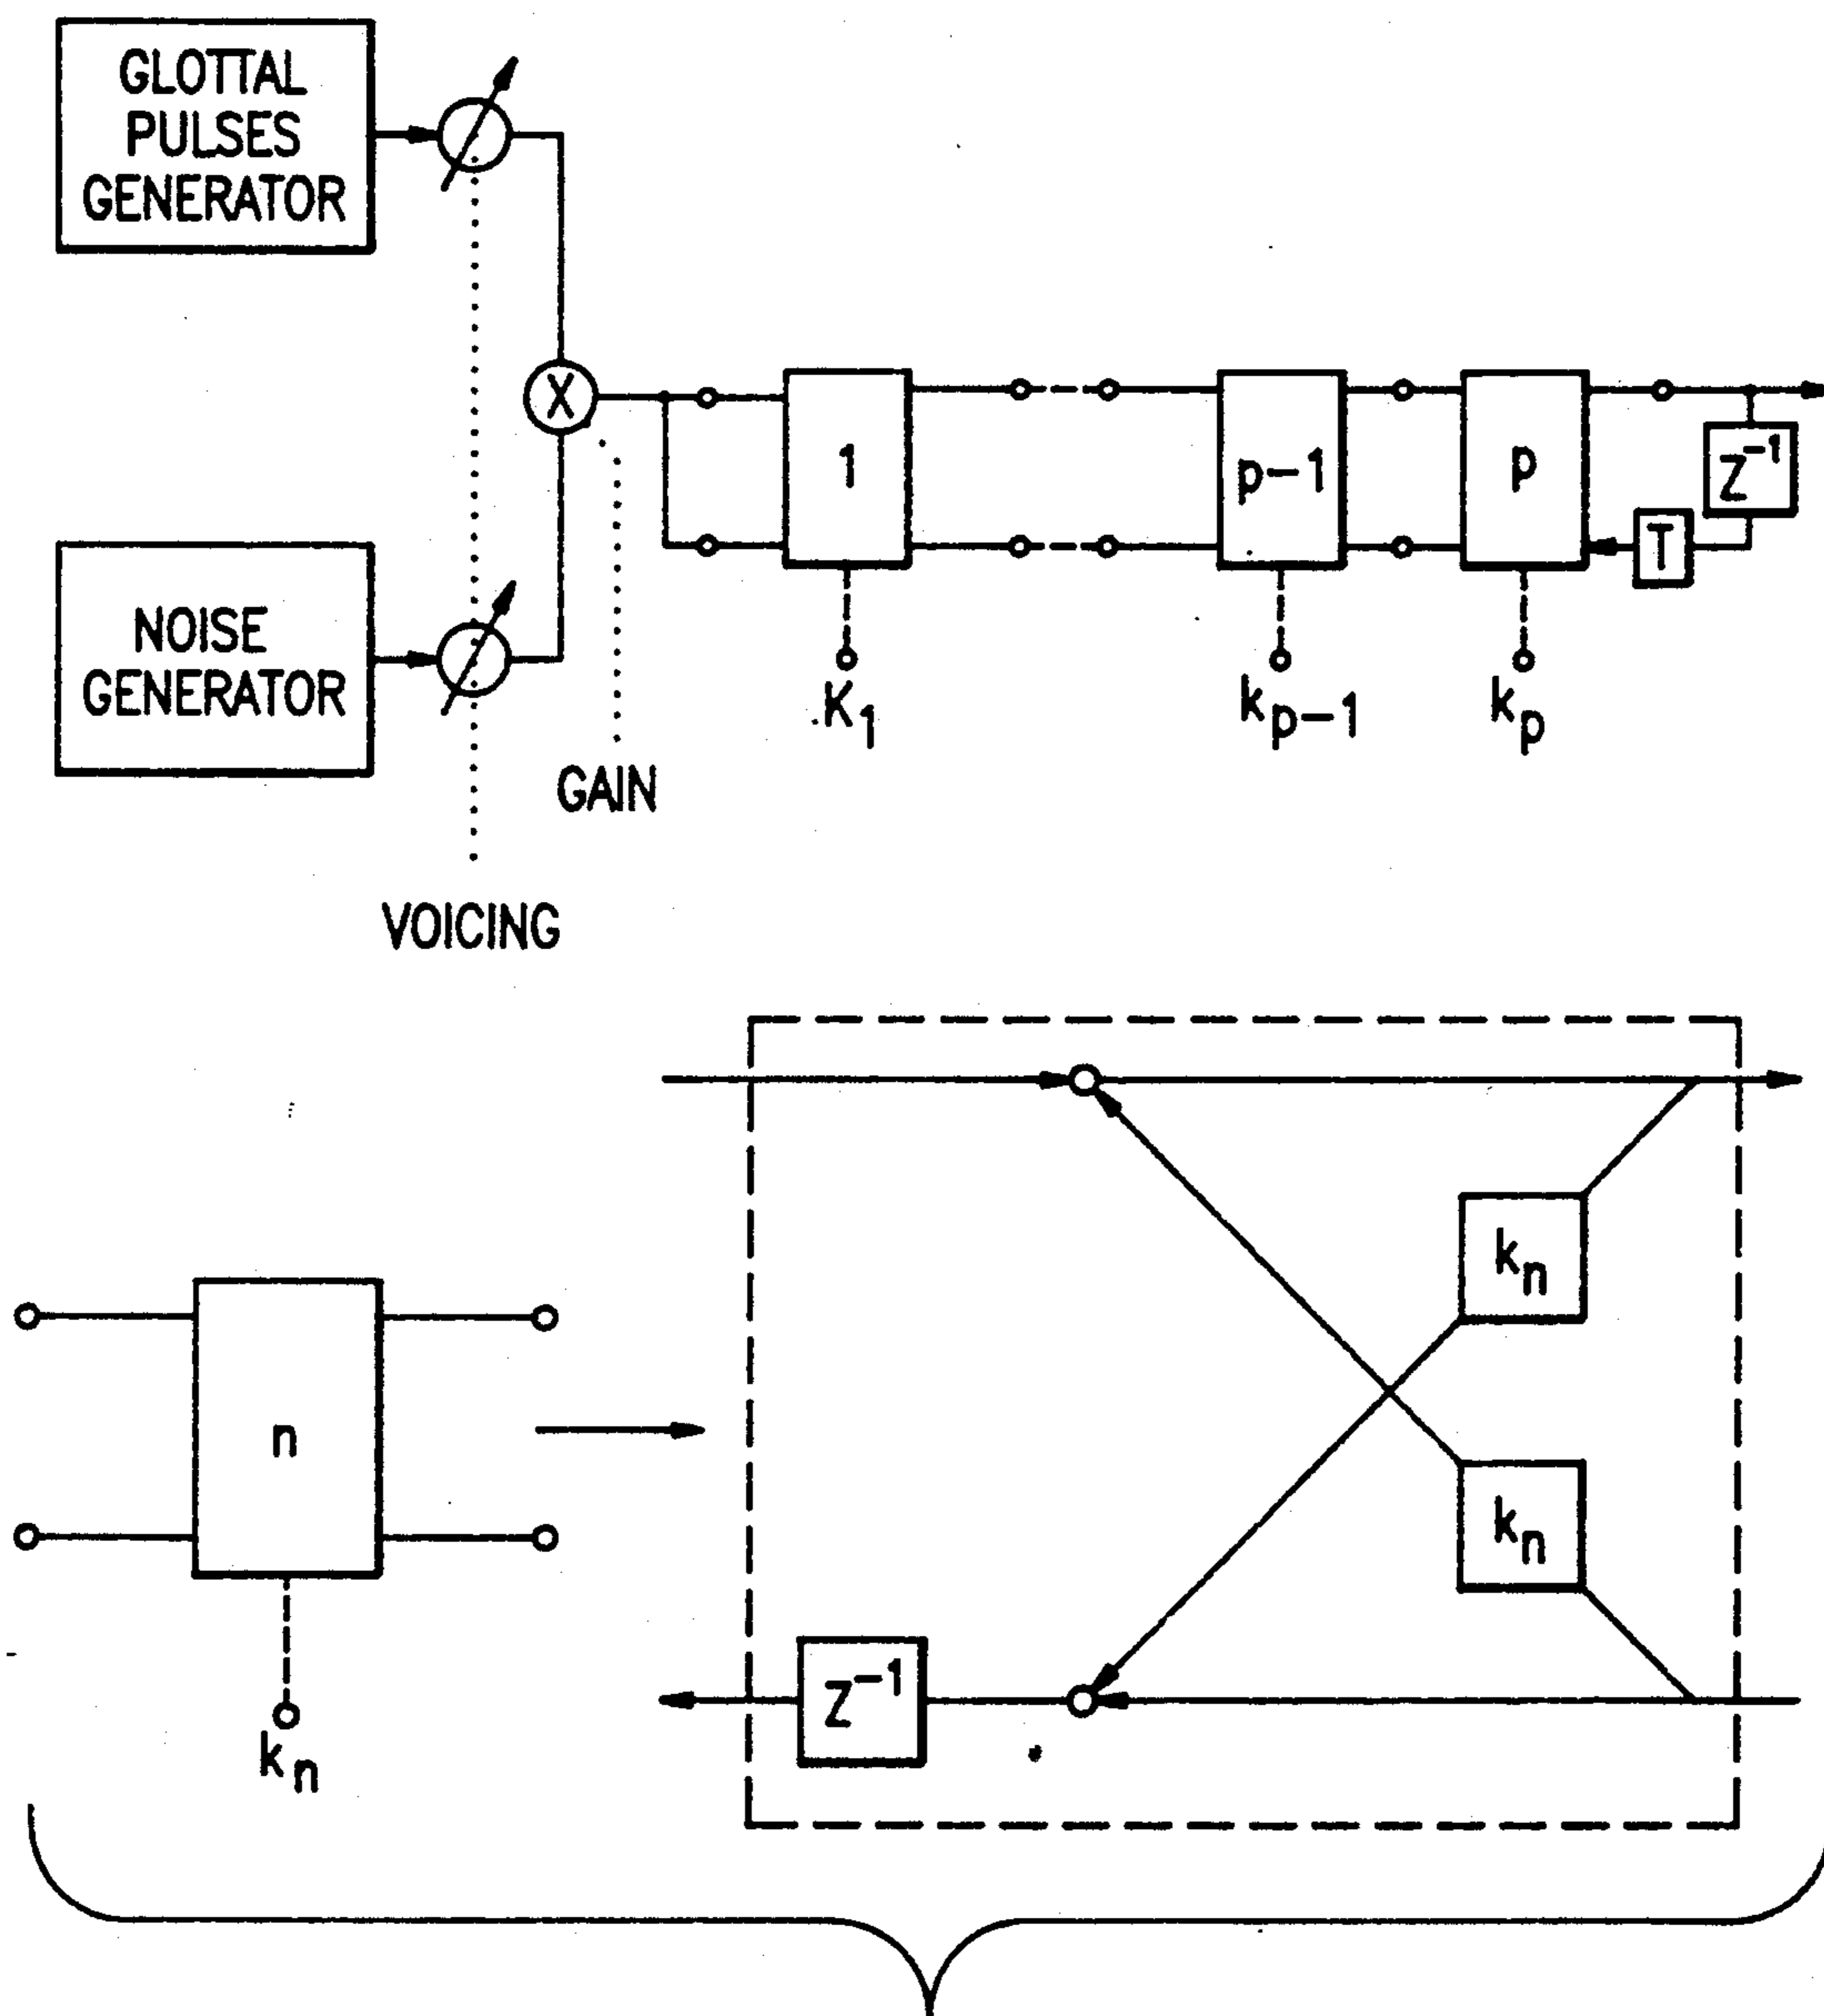 GLOTTAL
PULSES
GENERATOR
X
1
p-1
p
Z⁻¹
T
NOISE
GENERATOR
K₁
kₚ₋₁
kₚ
GAIN
VOICING
kₙ
n
kₙ
Z⁻¹
kₙ